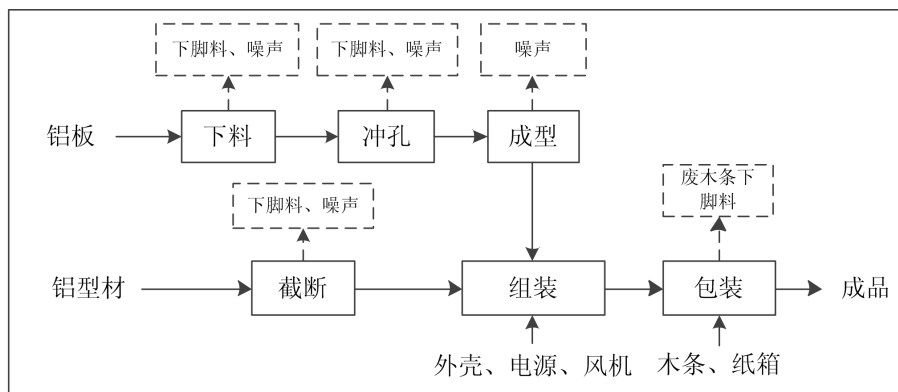 下脚料、噪声
下脚料、噪声
噪声
铝板
下料
冲孔
成型
下脚料、噪声
废木条下
脚料
铝型材
截断
组装
包装
成品
外壳、电源、风机
木条、纸箱